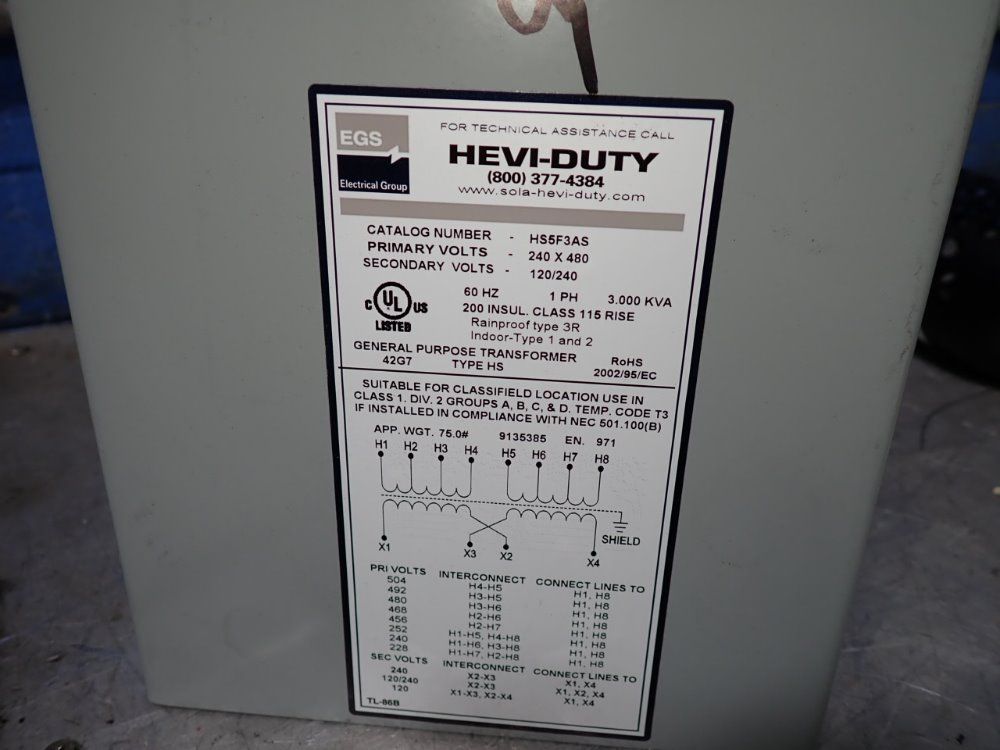 EGS
Electrical Group
FOR TECHNICAL ASSISTANCE CALL
HEVI-DUTY
(800) 377-4384
www.sola-hevi-duty.com
CATALOG NUMBER - HS5F3AS
PRIMARY VOLTS - 240 X 480
SECONDARY VOLTS - 120/240
60 HZ 1 PH 3.000 KVA
C UL US
LISTED
200 INSUL. CLASS 115 RISE
Rainproof type 3R
Indoor-Type 1 and 2
GENERAL PURPOSE TRANSFORMER RoHS
42G7 TYPE HS 2002/95/EC
SUITABLE FOR CLASSIFIELD LOCATION USE IN
CLASS 1. DIV. 2 GROUPS A, B, C, & D. TEMP. CODE T3
IF INSTALLED IN COMPLIANCE WITH NEC 501.100(B)
APP. WGT. 75.0# 9135385 EN. 971
H1 H2 H3 H4 H5 H6 H7 H8
SHIELD
X1 X3 X2 X4
PRI VOLTS INTERCONNECT CONNECT LINES TO
504 H4-H5 H1, H8
492 H3-H5 H1, H8
480 H3-H6 H1, H8
468 H2-H6 H1, H8
456 H2-H7 H1, H8
252 H1-H5, H4-H8 H1, H8
240 H1-H6, H3-H8 H1, H8
228 H1-H7, H2-H8 H1, H8
SEC VOLTS INTERCONNECT CONNECT LINES TO
240 X2-X3 X1, X4
120/240 X2-X3 X1, X2, X4
120 X1-X3, X2-X4 X1, X4
TL-86B